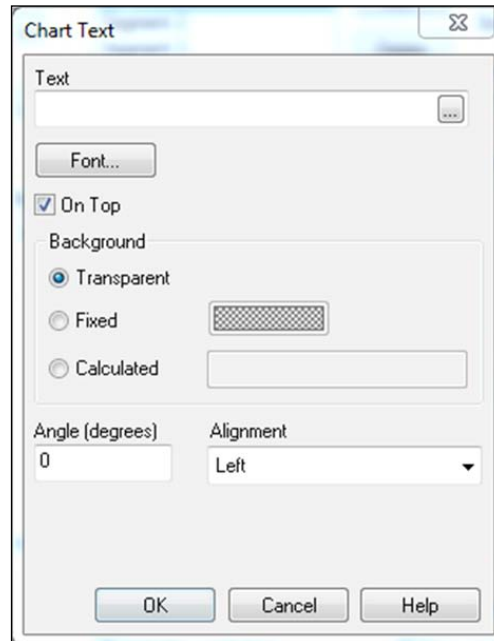 Chart Text
Text
...
Font...
On Top
Background
Transparent
Fixed
Calculated
Angle (degrees) Alignment
0 Left
OK Cancel Help